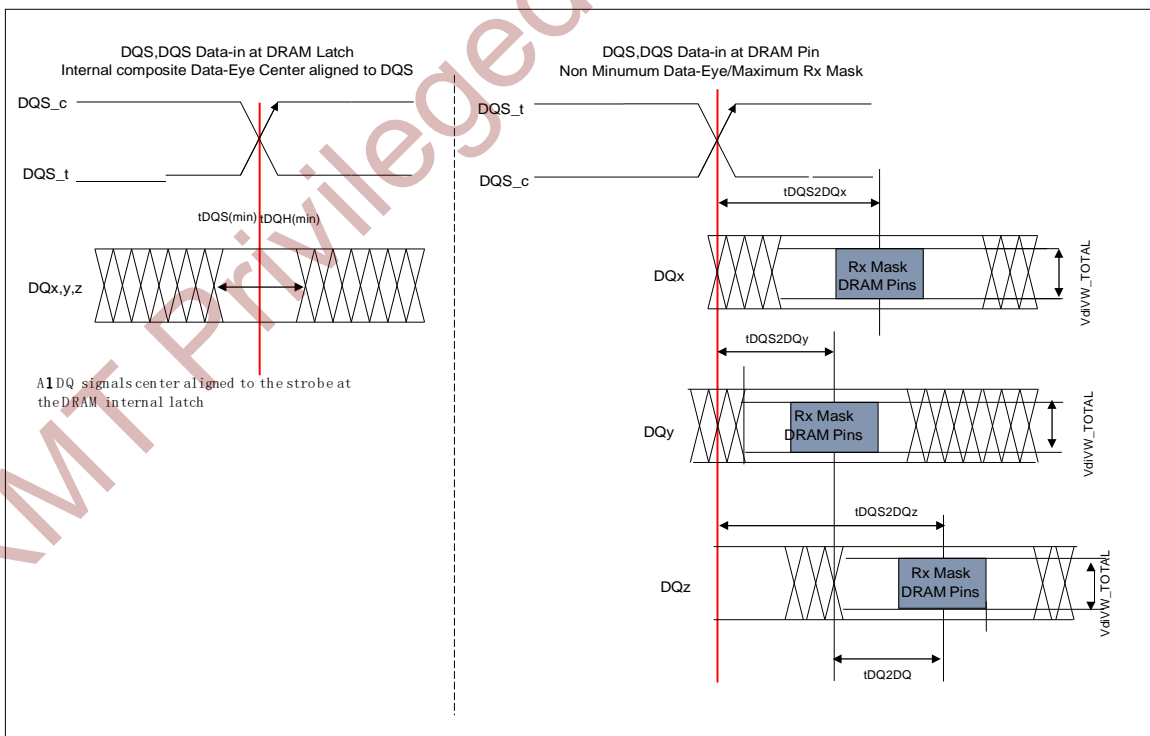 DQS,DQS Data-in at DRAM Latch
Internal composite Data-Eye Center aligned to DQS
DQS_c
DQS_t
tDQS(min) tDQH(min)
DQx,y,z
A1DQ signals center aligned to the strobe at
the DRAM internal latch
DQS,DQS Data-in at DRAM Pin
Non Minumum Data-Eye/Maximum Rx Mask
DQS_t
DQS_c
tDQS2DQx
DQx
Rx Mask
DRAM Pins
VdiVW_TOTAL
tDQS2DQy
DQy
Rx Mask
DRAM Pins
VdiVW_TOTAL
tDQS2DQz
DQz
Rx Mask
DRAM Pins
VdiVW_TOTAL
tDQ2DQ
XMT Privileged